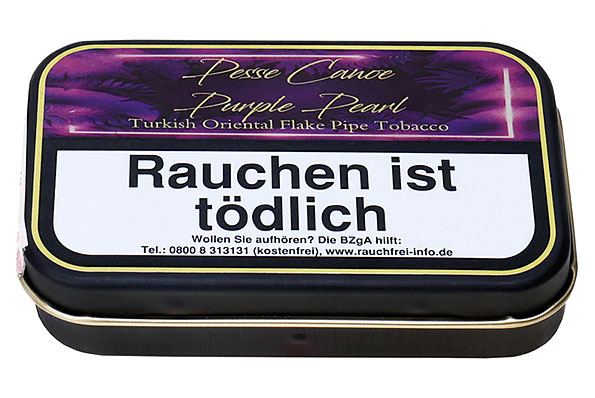 Pesse Canoe
Purple Pearl
Turkish Oriental Flake Pipe Tobacco
Rauchen ist
tödlich
Wollen Sie aufhören? Die BZgA hilft:
Tel.: 0800 8 313131 (kostenfrei), www.rauchfrei-info.de